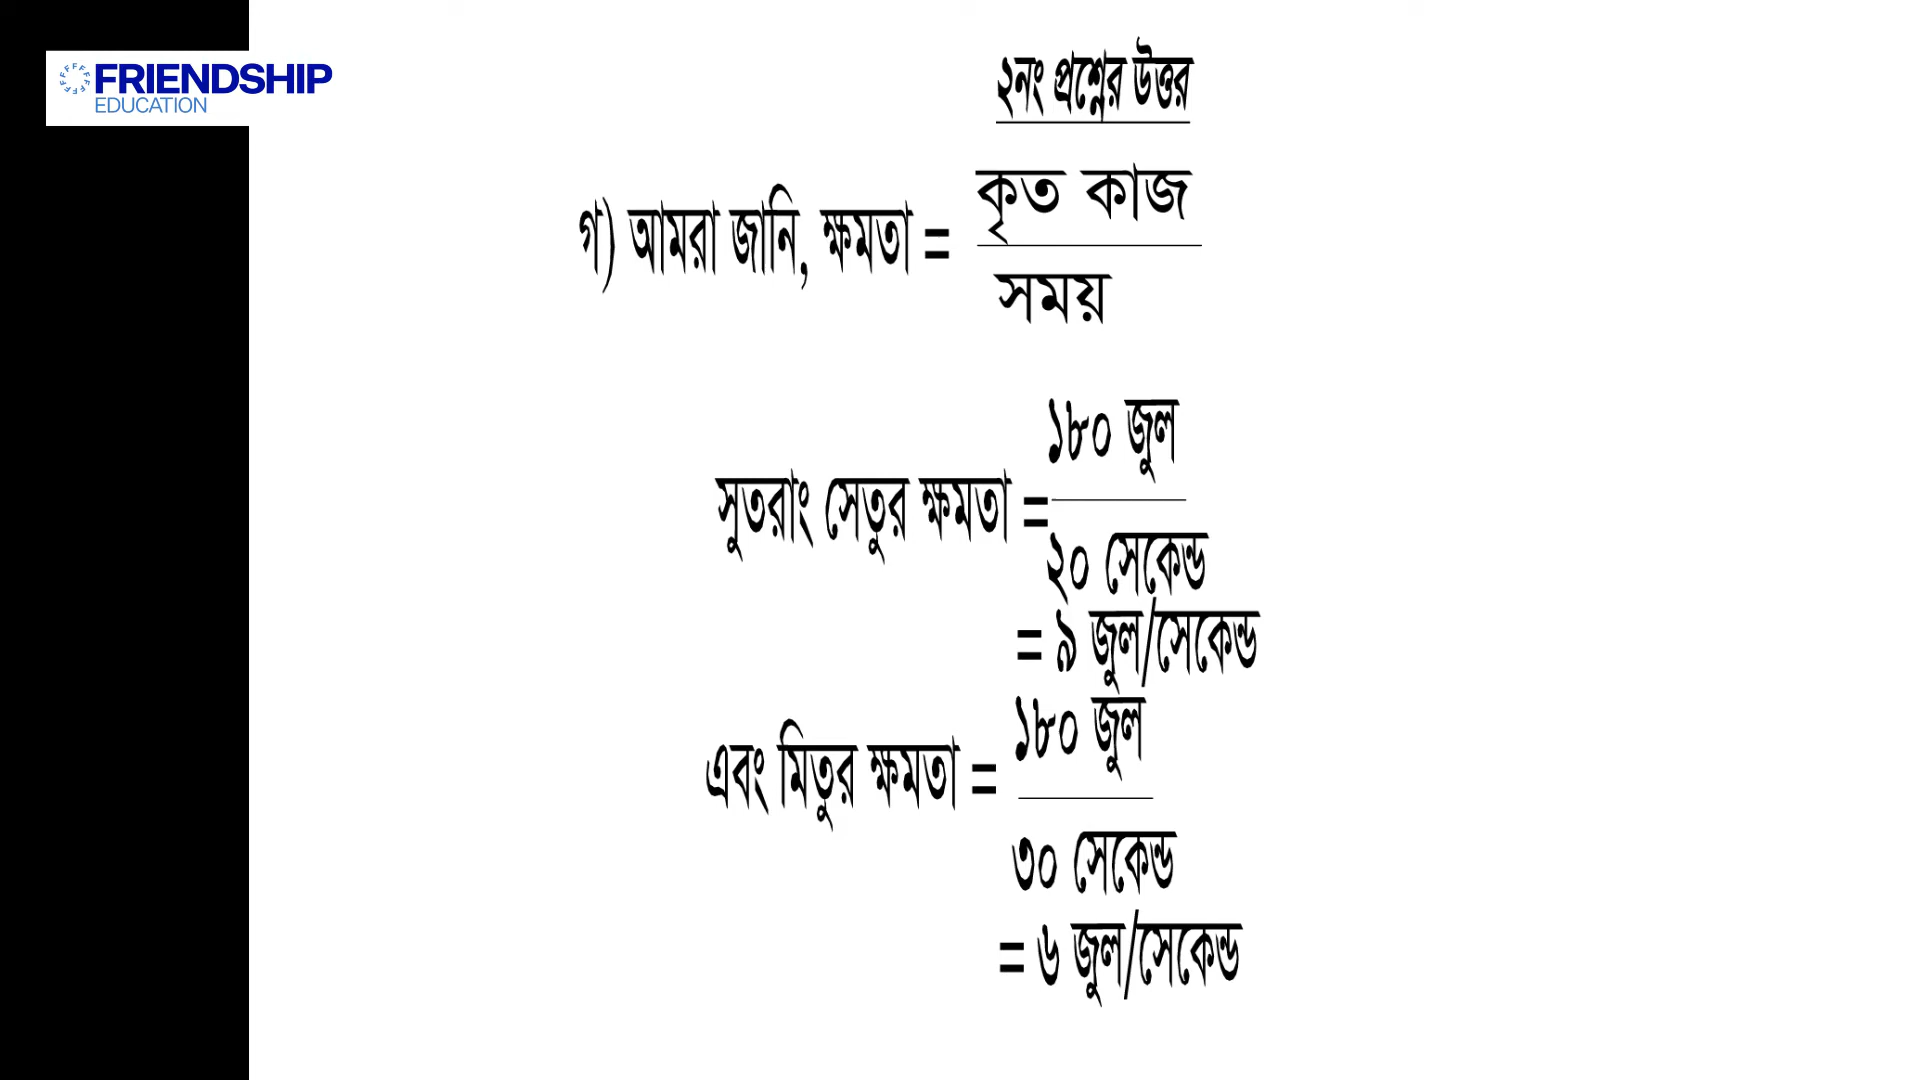 FRIENDSHIP
EDUCATION
২নং প্রশ্নের উত্তর
গ) আমরা জানি, ক্ষমতা =
কৃত কাজ
সময়
সুতরাং সেতুর ক্ষমতা =
১৮০ জুল
২০ সেকেন্ড
= ৯ জুল/সেকেন্ড
এবং মিতুর ক্ষমতা =
১৮০ জুল
৩০ সেকেন্ড
= ৬ জুল/সেকেন্ড